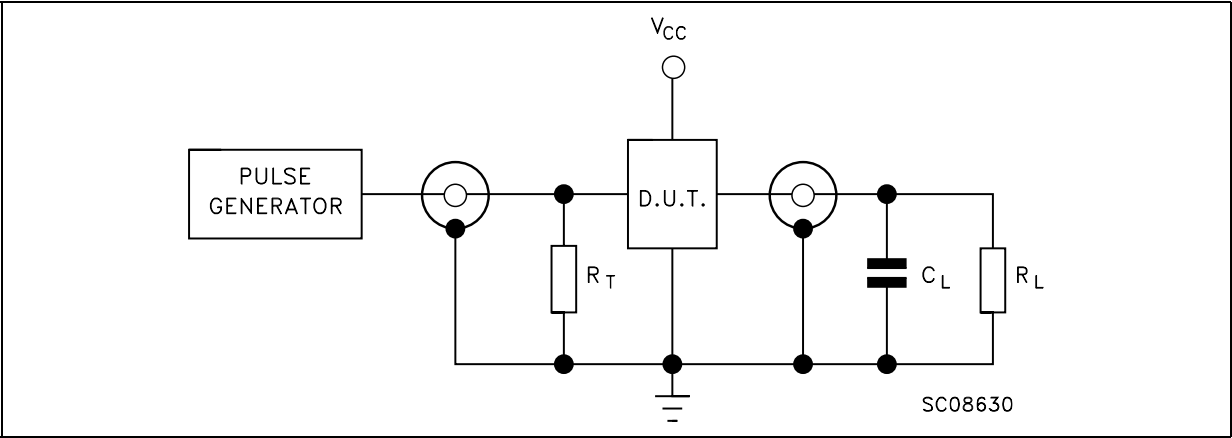 VCC
PULSE
GENERATOR
D.U.T.
RT
CL
RL
SC08630